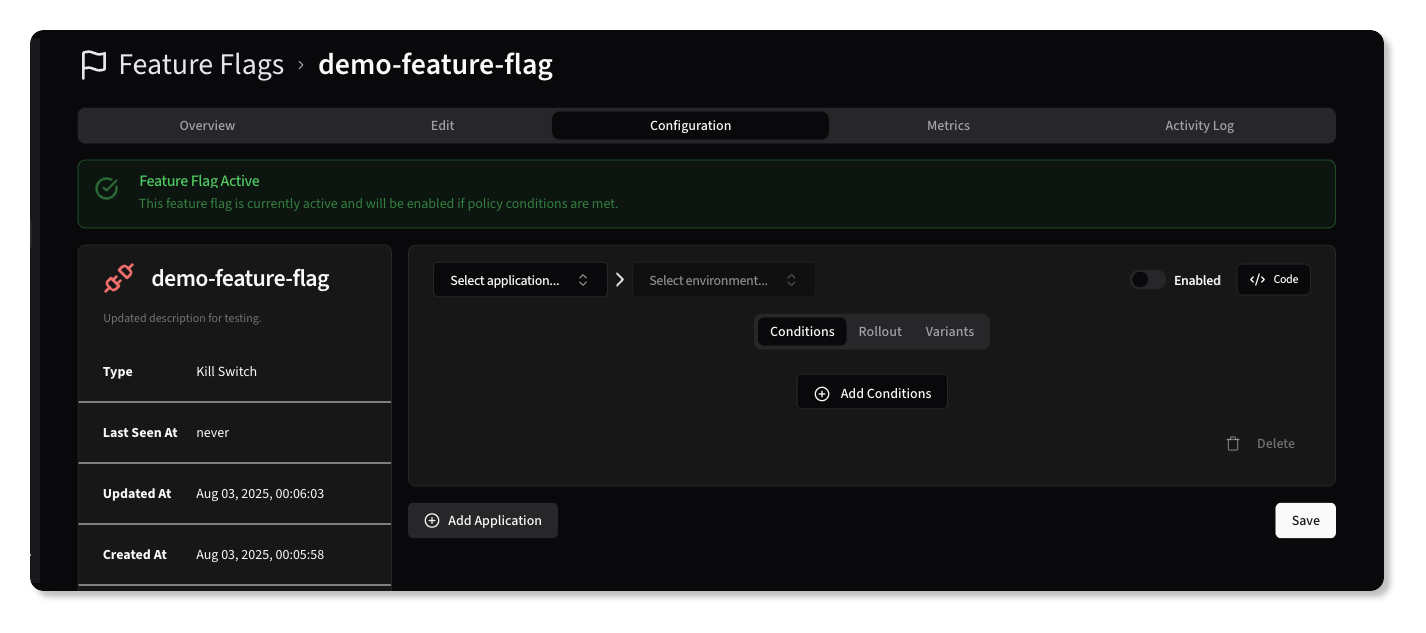 Feature Flags › demo-feature-flag
Overview Edit Configuration Metrics Activity Log
Feature Flag Active
This feature flag is currently active and will be enabled if policy conditions are met.
demo-feature-flag
Updated description for testing.
Type Kill Switch
Last Seen At never
Updated At Aug 03, 2025, 00:06:03
Created At Aug 03, 2025, 00:05:58
Select application... Select environment... Enabled </> Code
Conditions Rollout Variants
Add Conditions
Delete
Add Application Save